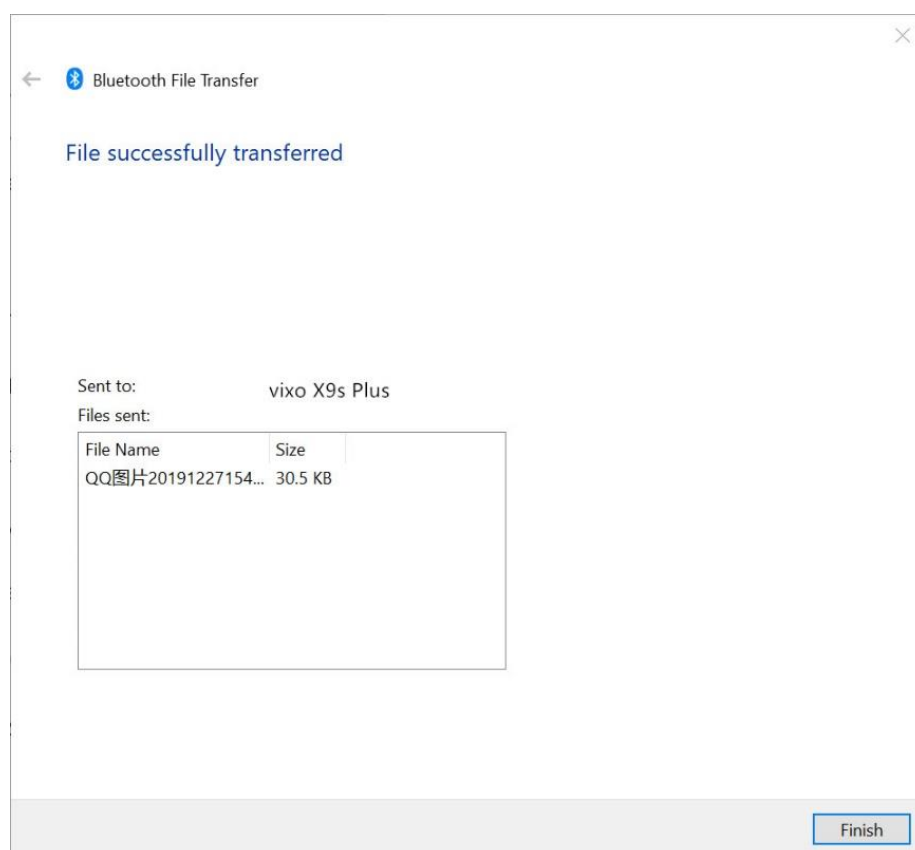 Bluetooth File Transfer
File successfully transferred
Sent to: vixo X9s Plus
Files sent:
File Name Size
QQ图片20191227154... 30.5 KB
Finish